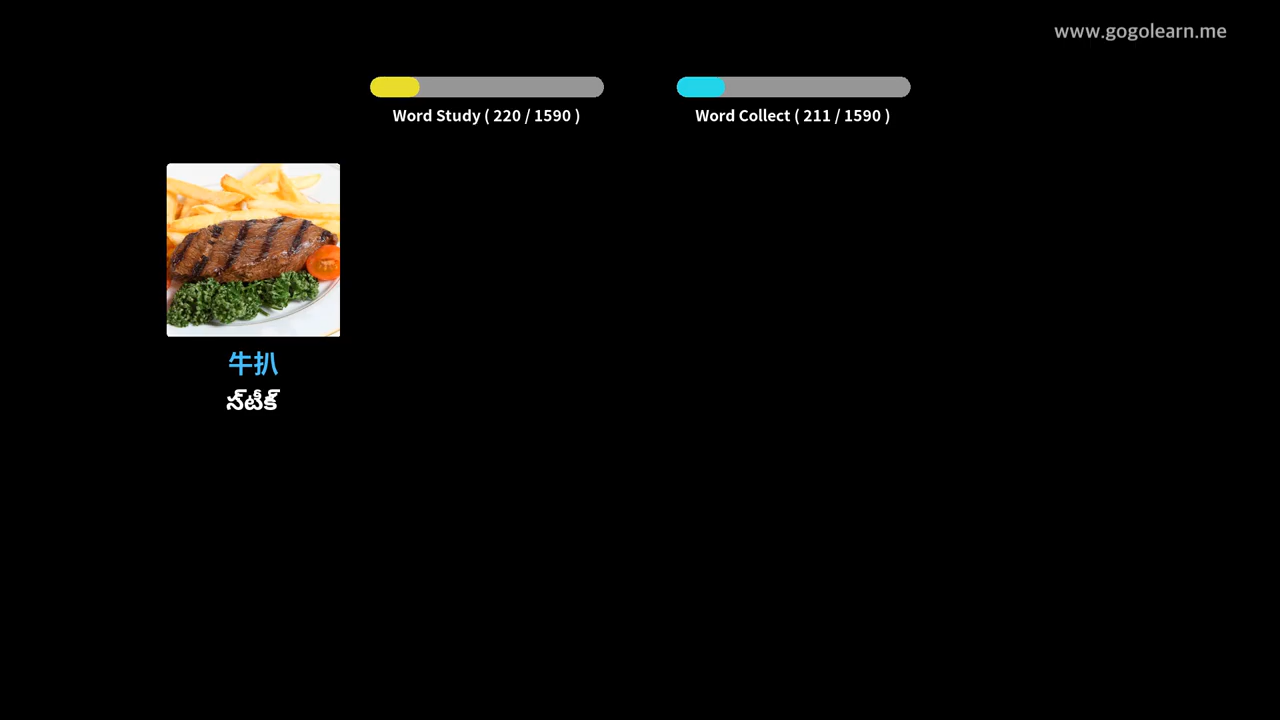 www.gogolearn.me
Word Study ( 220 / 1590 )
Word Collect ( 211 / 1590 )
牛扒
స్‌టీక్